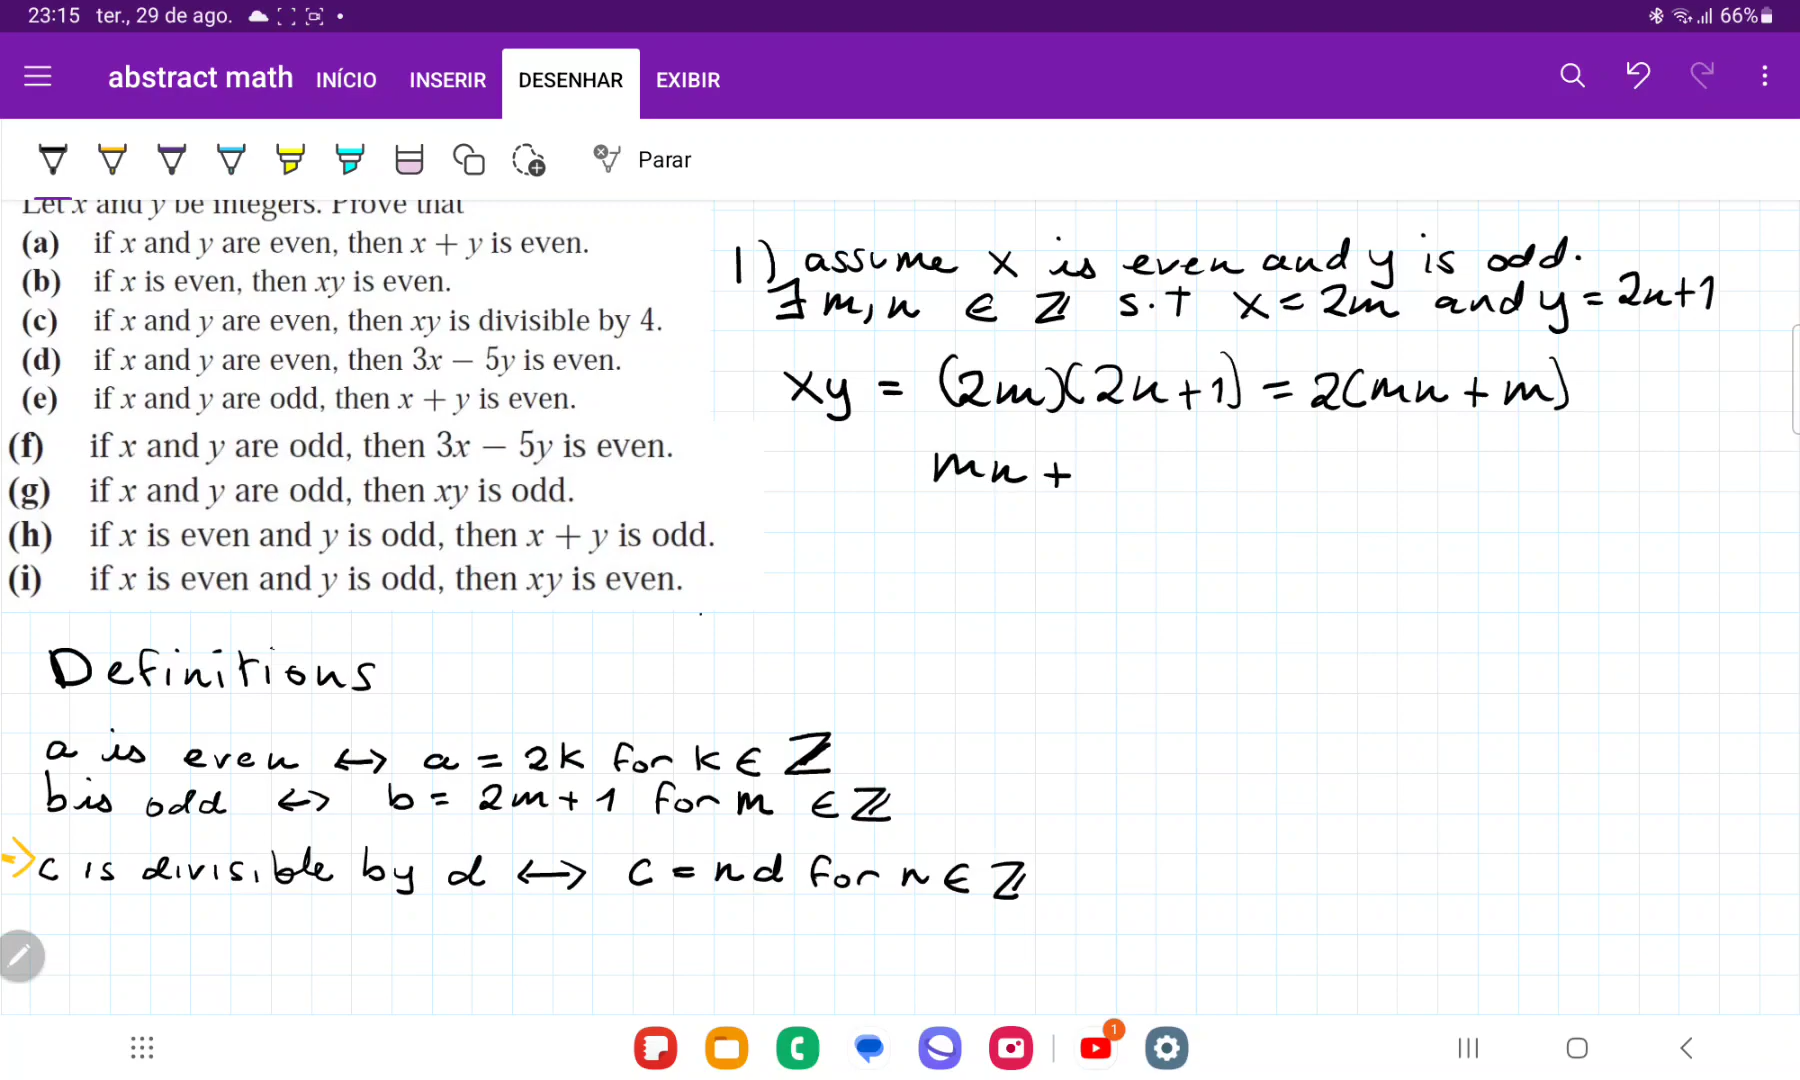 23:15 ter., 29 de ago.
66%
abstract math INÍCIO INSERIR DESENHAR EXIBIR
Parar
Let x and y be integers. Prove that
(a) if x and y are even, then x + y is even.
(b) if x is even, then xy is even.
(c) if x and y are even, then xy is divisible by 4.
(d) if x and y are even, then 3x − 5y is even.
(e) if x and y are odd, then x + y is even.
(f) if x and y are odd, then 3x − 5y is even.
(g) if x and y are odd, then xy is odd.
(h) if x is even and y is odd, then x + y is odd.
(i) if x is even and y is odd, then xy is even.
1) assume x is even and y is odd.
∃ m, n ∈ ℤ s.t x = 2m and y = 2n+1
xy = (2m)(2n+1) = 2(mn + m)
mn +
Definitions
a is even ↔ a = 2k for k ∈ ℤ
b is odd ↔ b = 2m + 1 for m ∈ ℤ
c is divisible by d ↔ c = nd for n ∈ ℤ
1